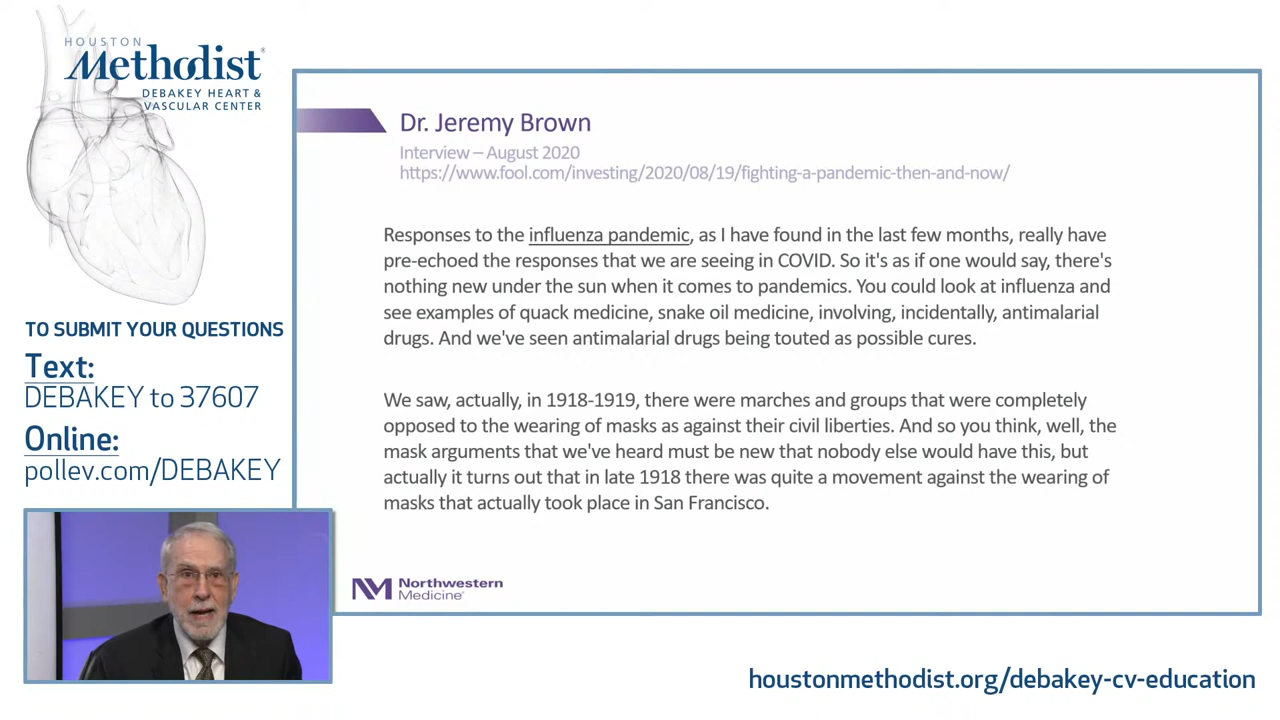 HOUSTON
Methodist®
DEBAKEY HEART &
VASCULAR CENTER
TO SUBMIT YOUR QUESTIONS
Text:
DEBAKEY to 37607
Online:
pollev.com/DEBAKEY
Dr. Jeremy Brown
Interview – August 2020
https://www.fool.com/investing/2020/08/19/fighting-a-pandemic-then-and-now/
Responses to the influenza pandemic, as I have found in the last few months, really have
pre-echoed the responses that we are seeing in COVID. So it's as if one would say, there's
nothing new under the sun when it comes to pandemics. You could look at influenza and
see examples of quack medicine, snake oil medicine, involving, incidentally, antimalarial
drugs. And we've seen antimalarial drugs being touted as possible cures.
We saw, actually, in 1918-1919, there were marches and groups that were completely
opposed to the wearing of masks as against their civil liberties. And so you think, well, the
mask arguments that we've heard must be new that nobody else would have this, but
actually it turns out that in late 1918 there was quite a movement against the wearing of
masks that actually took place in San Francisco.
NM Northwestern
Medicine®
houstonmethodist.org/debakey-cv-education